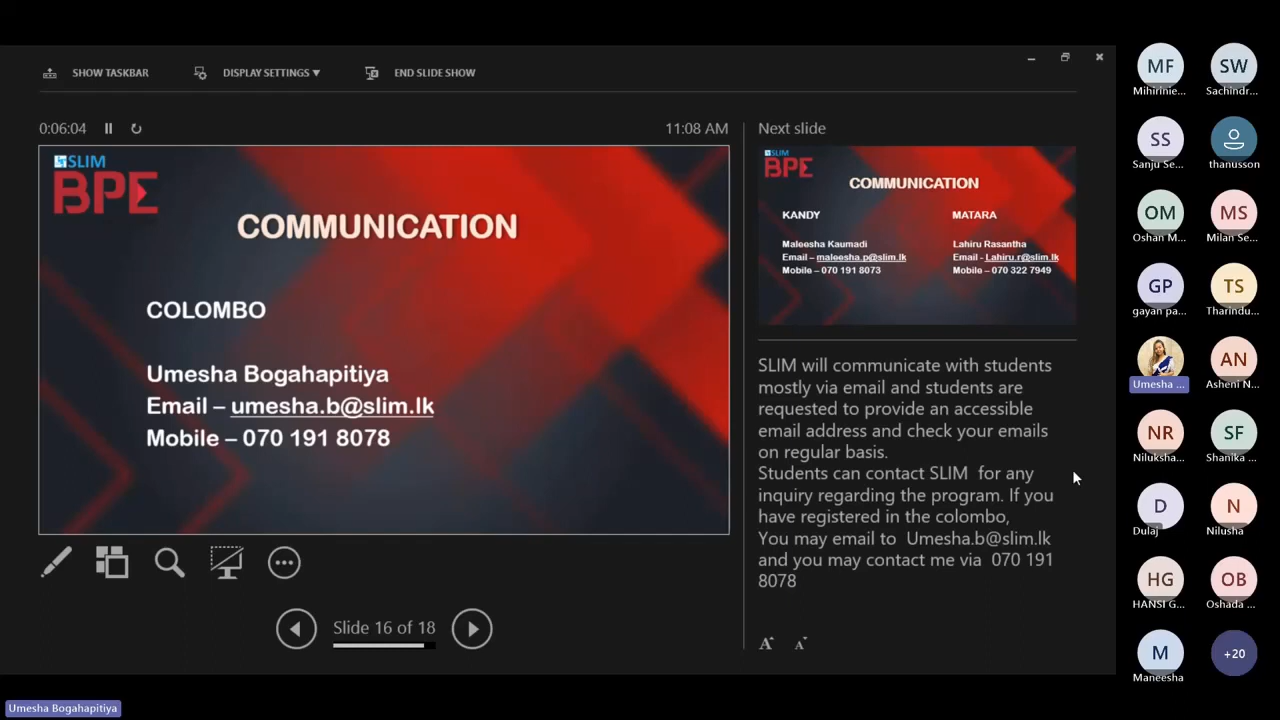 SHOW TASKBAR
DISPLAY SETTINGS ▼
END SLIDE SHOW
0:06:04
11:08 AM
SLIM
BPE
COMMUNICATION
COLOMBO
Umesha Bogahapitiya
Email – umesha.b@slim.lk
Mobile – 070 191 8078
Slide 16 of 18
Next slide
SLIM
BPE
COMMUNICATION
KANDY
Maleesha Kaumadi
Email – maleesha.p@slim.lk
Mobile – 070 191 8073
MATARA
Lahiru Rasantha
Email - Lahiru.r@slim.lk
Mobile – 070 322 7949
SLIM will communicate with students
mostly via email and students are
requested to provide an accessible
email address and check your emails
on regular basis.
Students can contact SLIM  for any
inquiry regarding the program. If you
have registered in the colombo,
You may email to  Umesha.b@slim.lk
and you may contact me via  070 191
8078
A A
MF
Mihirinie...
SW
Sachindr...
SS
Sanju Se...
thanusson
OM
Oshan M...
MS
Milan Se...
GP
gayan pa...
TS
Tharindu...
Umesha ...
AN
Asheni N...
NR
Niluksha...
SF
Shanika ...
D
Dulaj
N
Nilusha
HG
HANSI G...
OB
Oshada ...
M
Maneesha
+20
Umesha Bogahapitiya